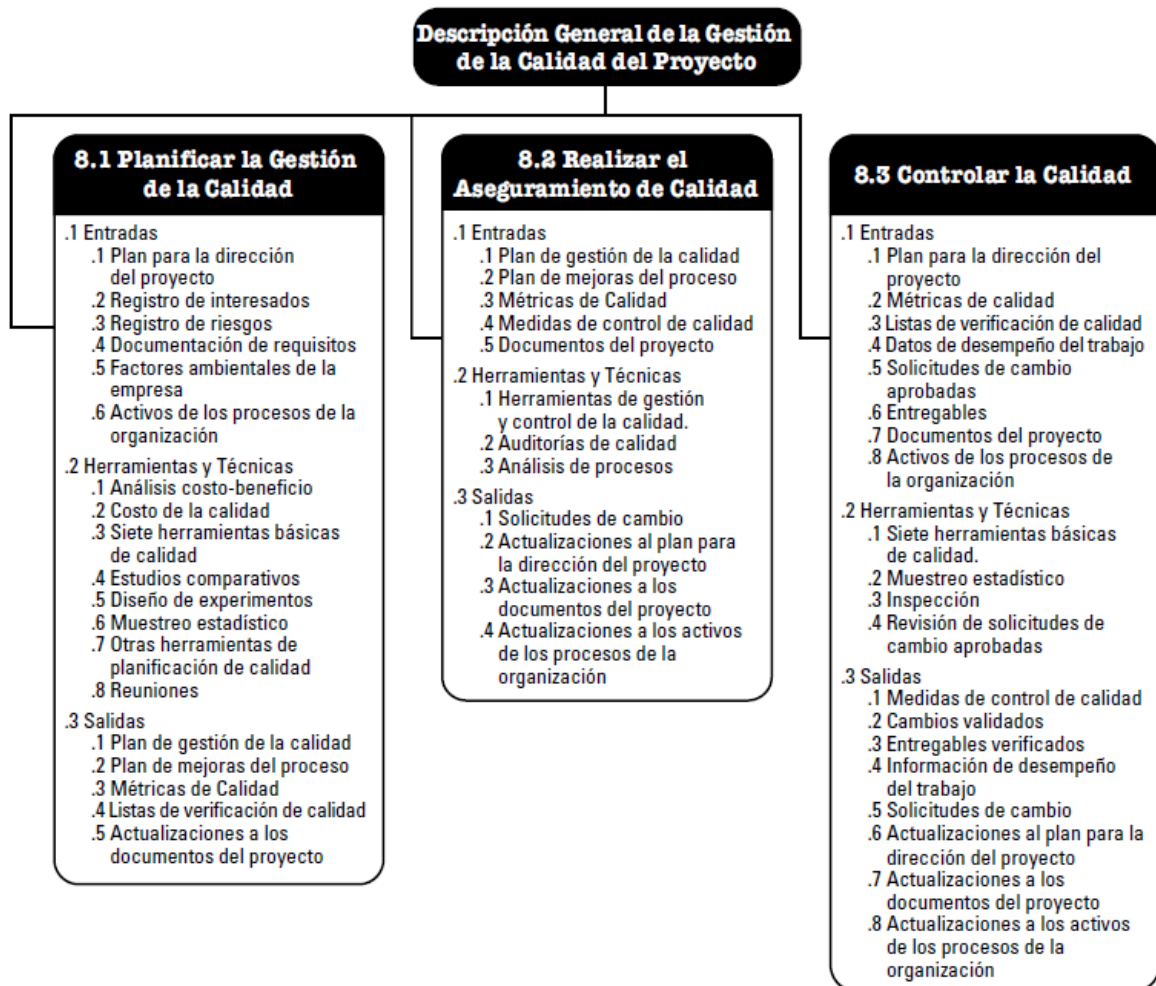 Descripción General de la Gestión
de la Calidad del Proyecto
8.1 Planificar la Gestión
de la Calidad
.1 Entradas
.1 Plan para la dirección
del proyecto
.2 Registro de interesados
.3 Registro de riesgos
.4 Documentación de requisitos
.5 Factores ambientales de la
empresa
.6 Activos de los procesos de la
organización
.2 Herramientas y Técnicas
.1 Análisis costo-beneficio
.2 Costo de la calidad
.3 Siete herramientas básicas
de calidad
.4 Estudios comparativos
.5 Diseño de experimentos
.6 Muestreo estadístico
.7 Otras herramientas de
planificación de calidad
.8 Reuniones
.3 Salidas
.1 Plan de gestión de la calidad
.2 Plan de mejoras del proceso
.3 Métricas de Calidad
.4 Listas de verificación de calidad
.5 Actualizaciones a los
documentos del proyecto
8.2 Realizar el
Aseguramiento de Calidad
.1 Entradas
.1 Plan de gestión de la calidad
.2 Plan de mejoras del proceso
.3 Métricas de Calidad
.4 Medidas de control de calidad
.5 Documentos del proyecto
.2 Herramientas y Técnicas
.1 Herramientas de gestión
y control de la calidad.
.2 Auditorías de calidad
.3 Análisis de procesos
.3 Salidas
.1 Solicitudes de cambio
.2 Actualizaciones al plan para
la dirección del proyecto
.3 Actualizaciones a los
documentos del proyecto
.4 Actualizaciones a los activos
de los procesos de la
organización
8.3 Controlar la Calidad
.1 Entradas
.1 Plan para la dirección del
proyecto
.2 Métricas de calidad
.3 Listas de verificación de calidad
.4 Datos de desempeño del trabajo
.5 Solicitudes de cambio
aprobadas
.6 Entregables
.7 Documentos del proyecto
.8 Activos de los procesos de
la organización
.2 Herramientas y Técnicas
.1 Siete herramientas básicas
de calidad.
.2 Muestreo estadístico
.3 Inspección
.4 Revisión de solicitudes de
cambio aprobadas
.3 Salidas
.1 Medidas de control de calidad
.2 Cambios validados
.3 Entregables verificados
.4 Información de desempeño
del trabajo
.5 Solicitudes de cambio
.6 Actualizaciones al plan para la
dirección del proyecto
.7 Actualizaciones a los
documentos del proyecto
.8 Actualizaciones a los activos
de los procesos de la
organización